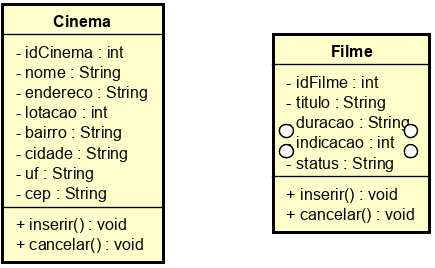 Cinema
- idCinema : int
- nome : String
- endereco : String
- lotacao : int
- bairro : String
- cidade : String
- uf : String
- cep : String
+ inserir() : void
+ cancelar() : void
Filme
- idFilme : int
- titulo : String
duracao : String
indicacao : int
- status : String
+ inserir() : void
+ cancelar() : void